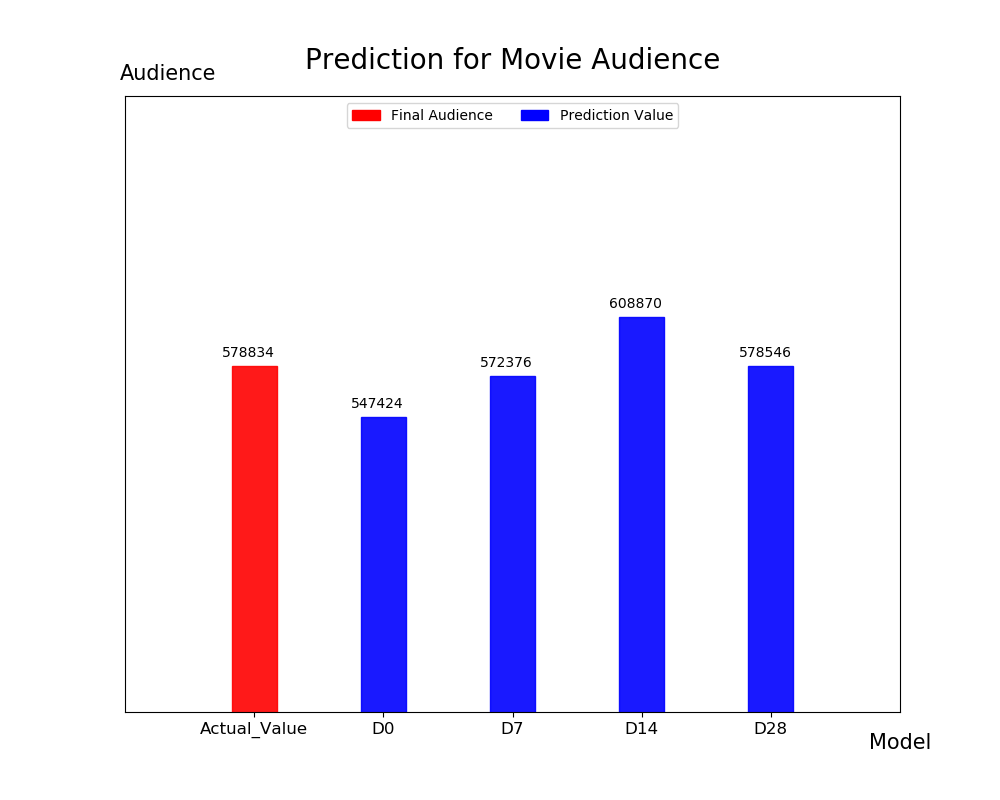 Prediction for Movie Audience
Audience
Final Audience Prediction Value
608870
578834
578546
572376
547424
Actual_Value D0 D7 D14 D28
Model